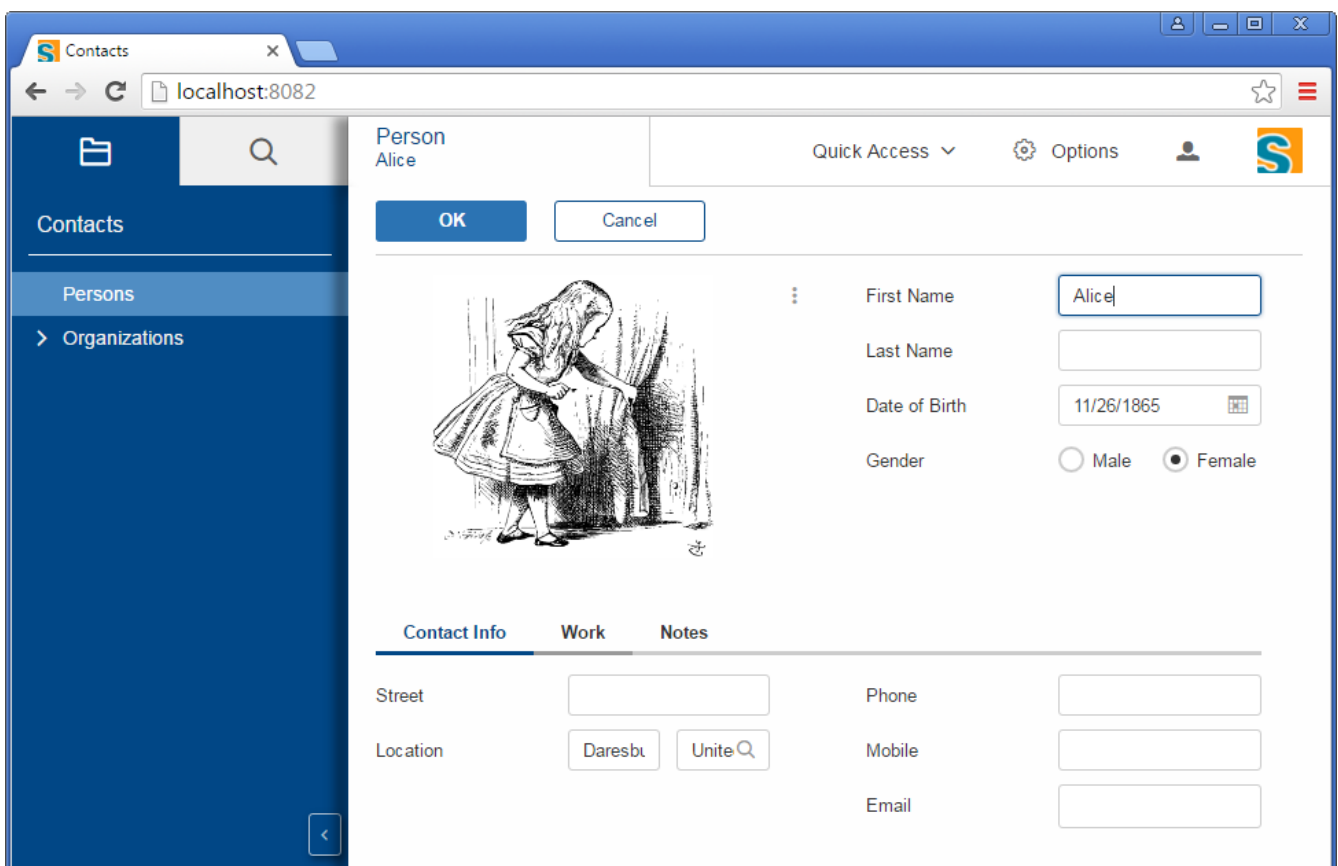 Contacts
localhost:8082
Person
Alice
Quick Access
Options
Contacts
OK
Cancel
Persons
Organizations
First Name
Alice
Last Name
Date of Birth
11/26/1865
Gender
Male
Female
Contact Info
Work
Notes
Street
Phone
Location
Daresbu
Unite
Mobile
Email